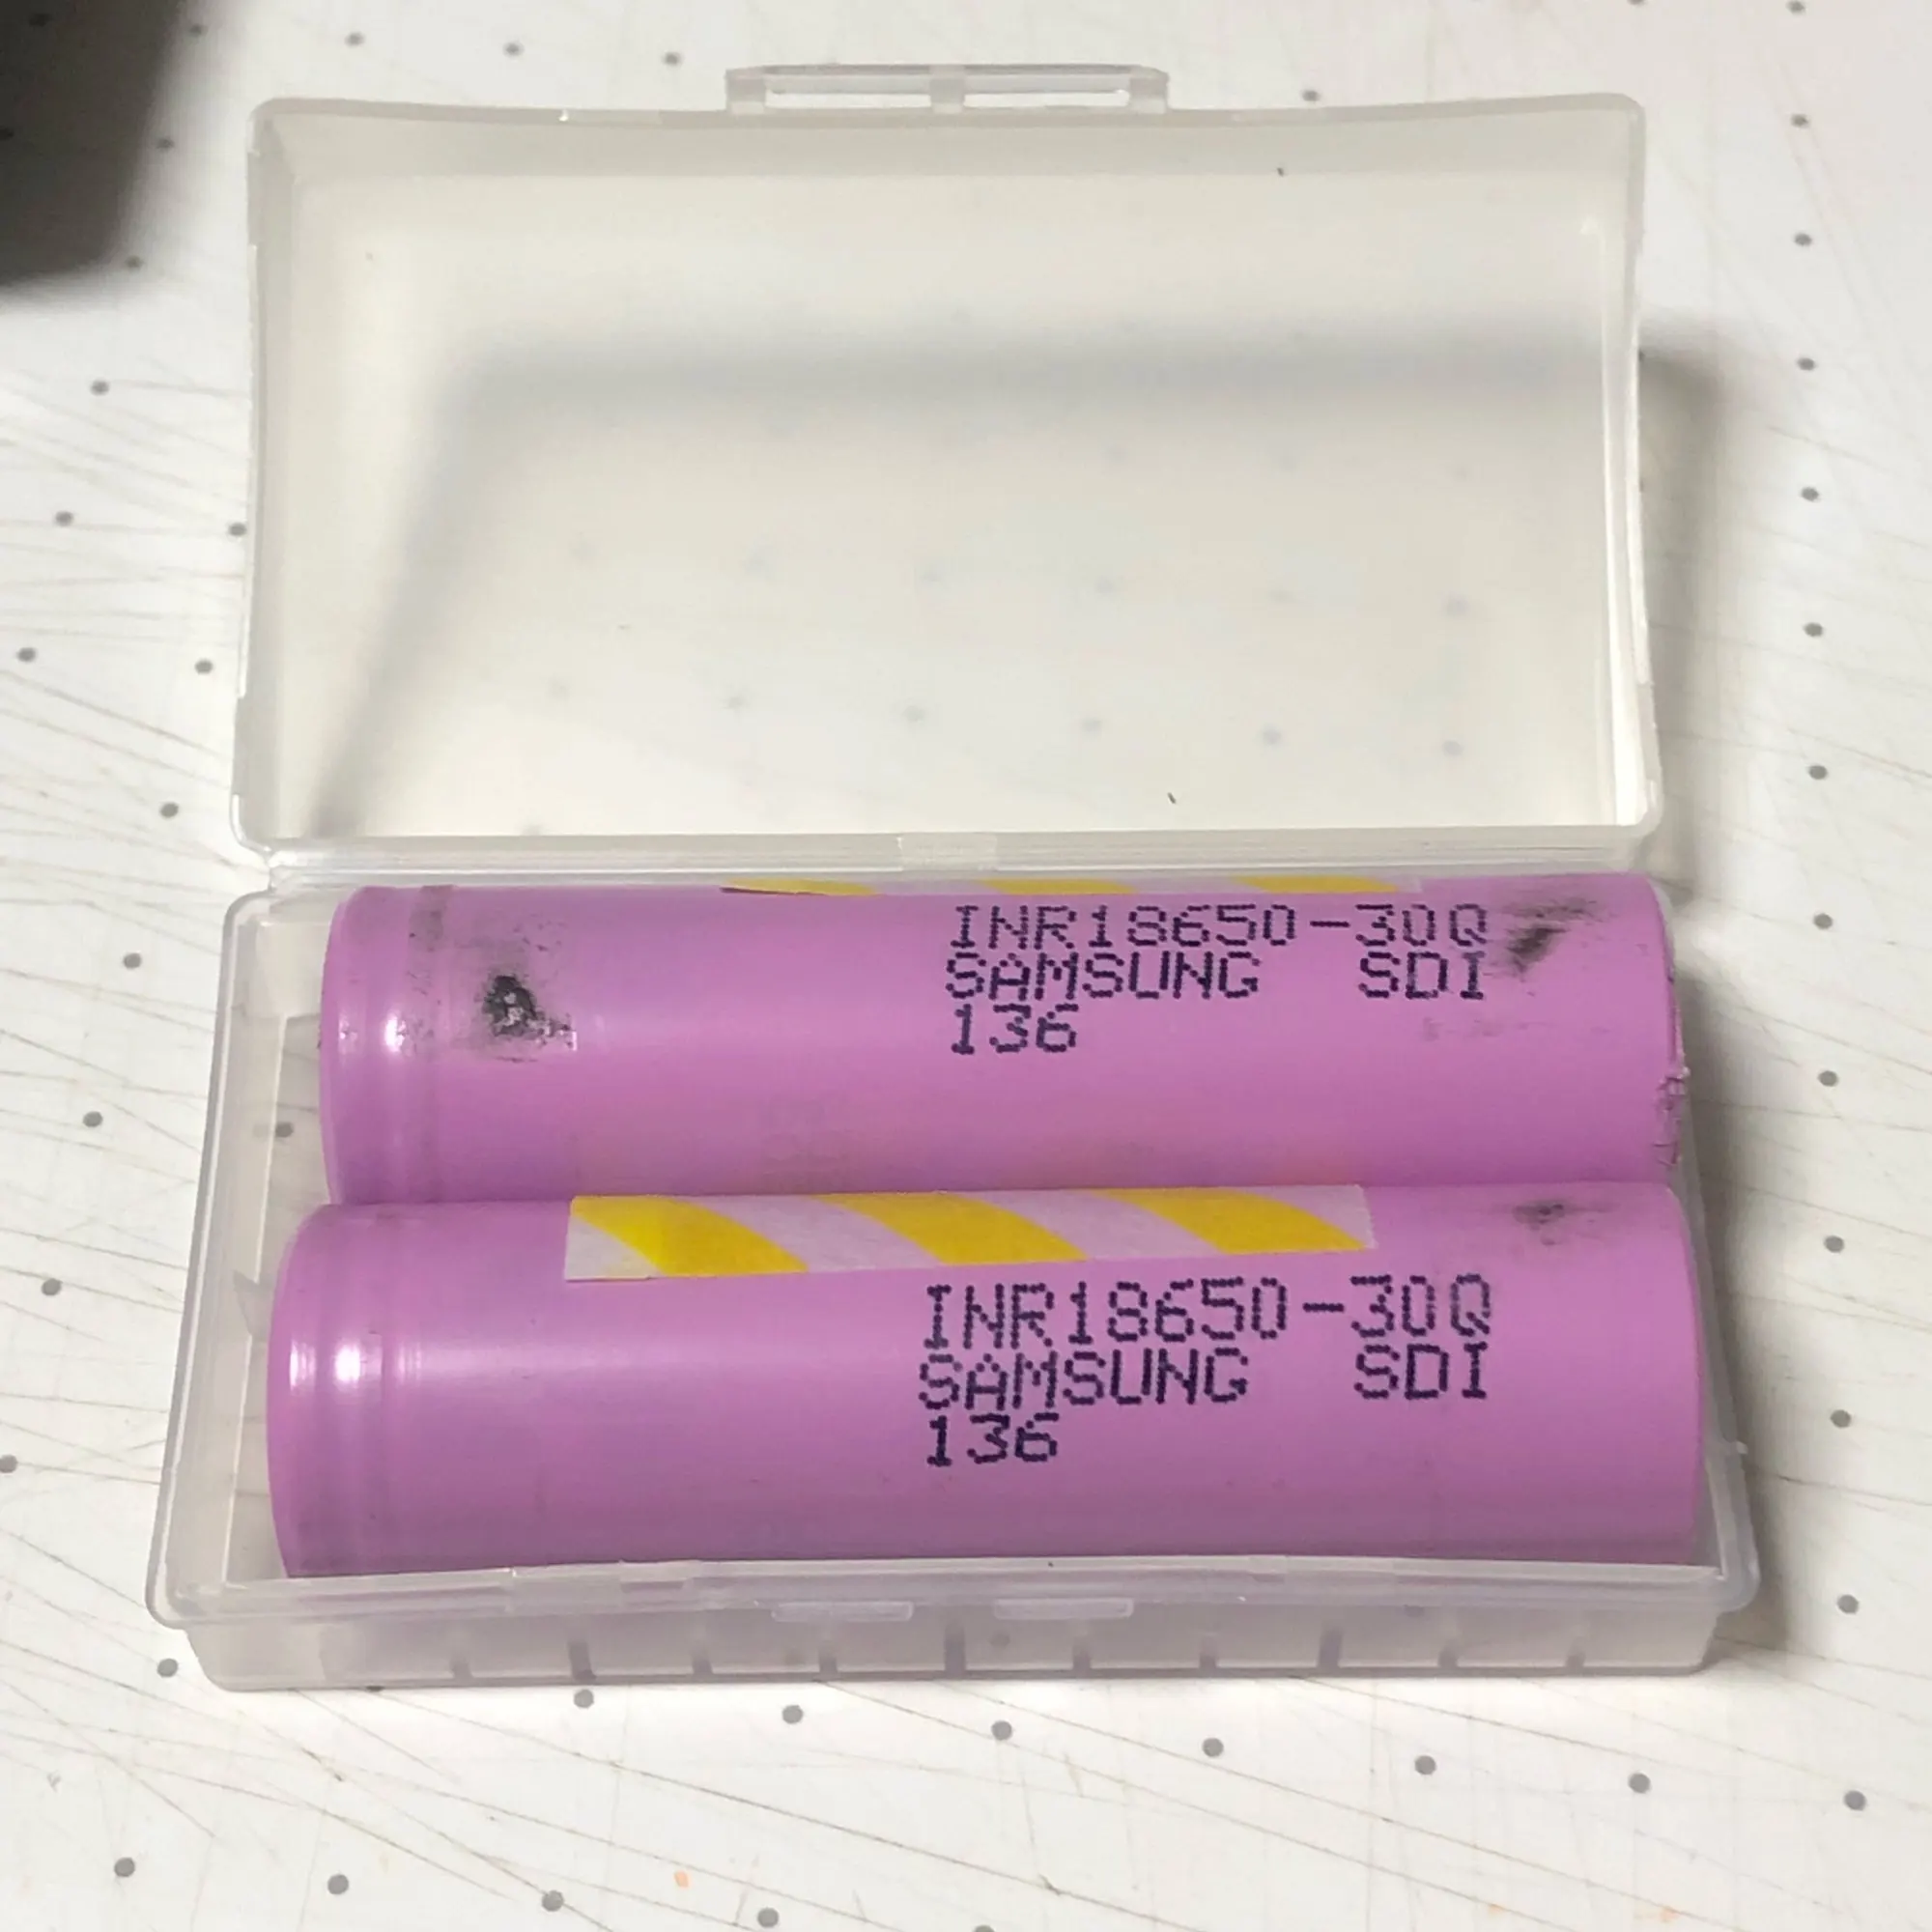 INR18650-30Q
SAMSUNG SDI
136
INR18650-30Q
SAMSUNG SDI
136